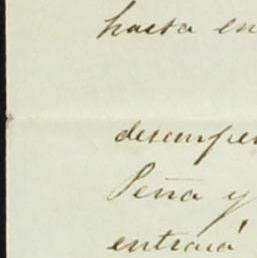 hasta en
desempe
Peña y
entrará